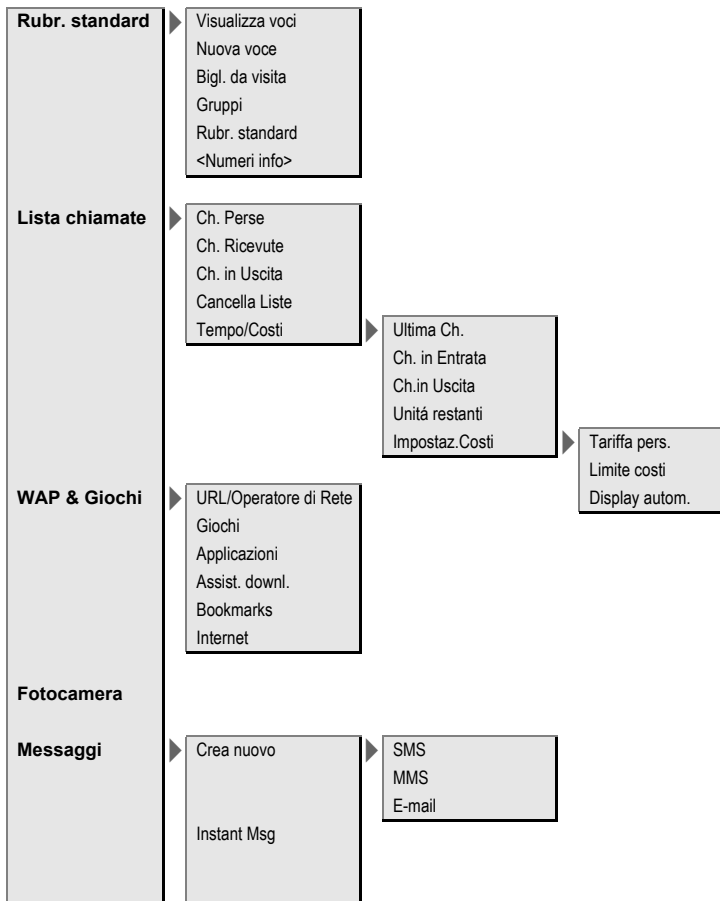 Rubr. standard
Visualizza voci
Nuova voce
Bigl. da visita
Gruppi
Rubr. standard
<Numeri info>
Lista chiamate
Ch. Perse
Ch. Ricevute
Ch. in Uscita
Cancella Liste
Tempo/Costi
Ultima Ch.
Ch. in Entrata
Ch.in Uscita
Unitá restanti
Impostaz.Costi
Tariffa pers.
Limite costi
Display autom.
WAP & Giochi
URL/Operatore di Rete
Giochi
Applicazioni
Assist. downl.
Bookmarks
Internet
Fotocamera
Messaggi
Crea nuovo
SMS
MMS
E-mail
Instant Msg